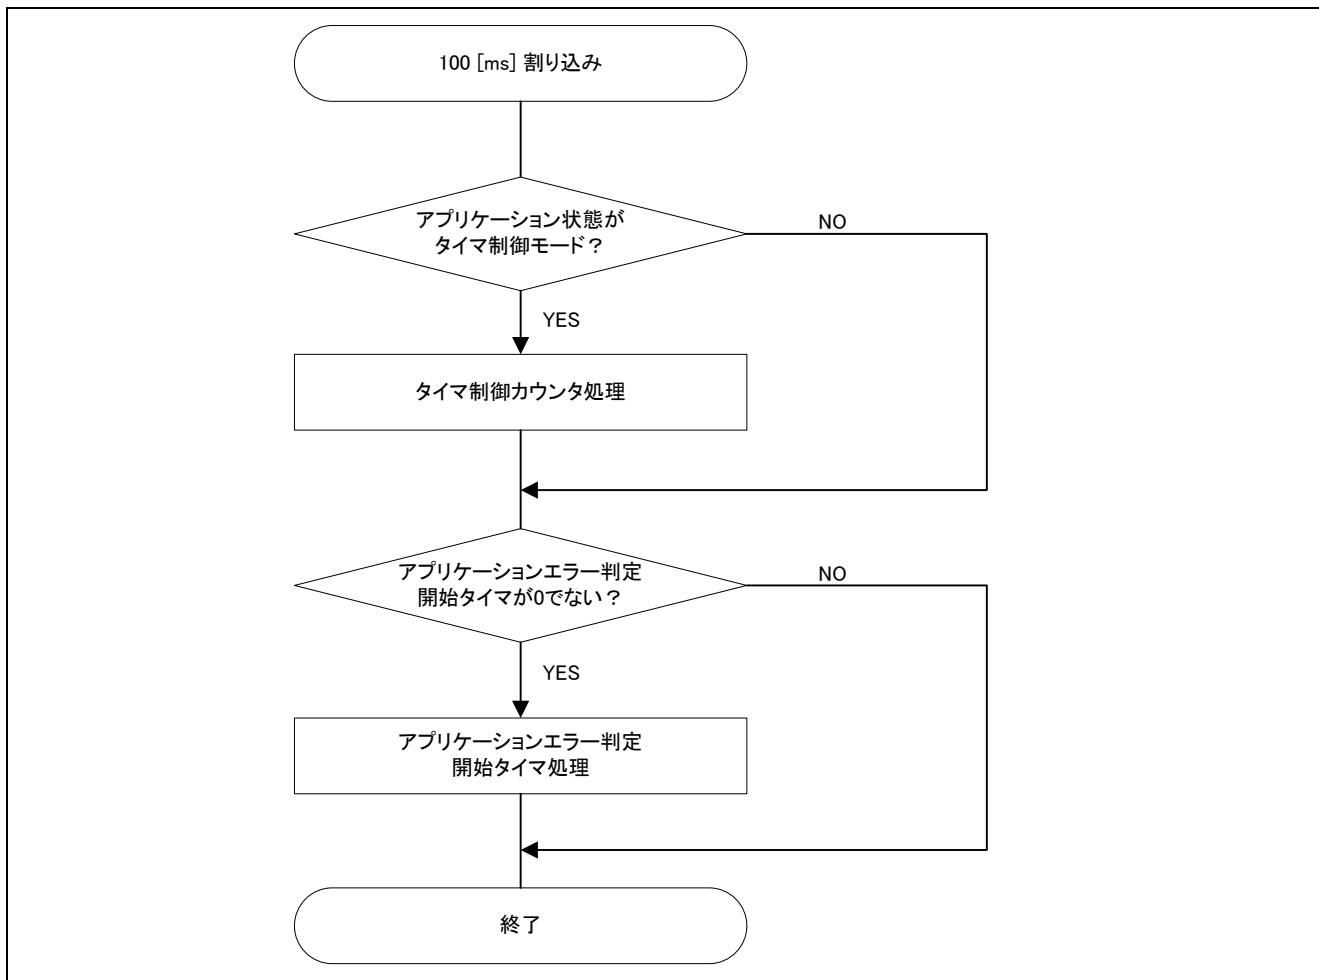 100 [ms] 割り込み
アプリケーション状態が
タイマ制御モード？
NO
YES
タイマ制御カウンタ処理
アプリケーションエラー判定
開始タイマが0でない？
NO
YES
アプリケーションエラー判定
開始タイマ処理
終了